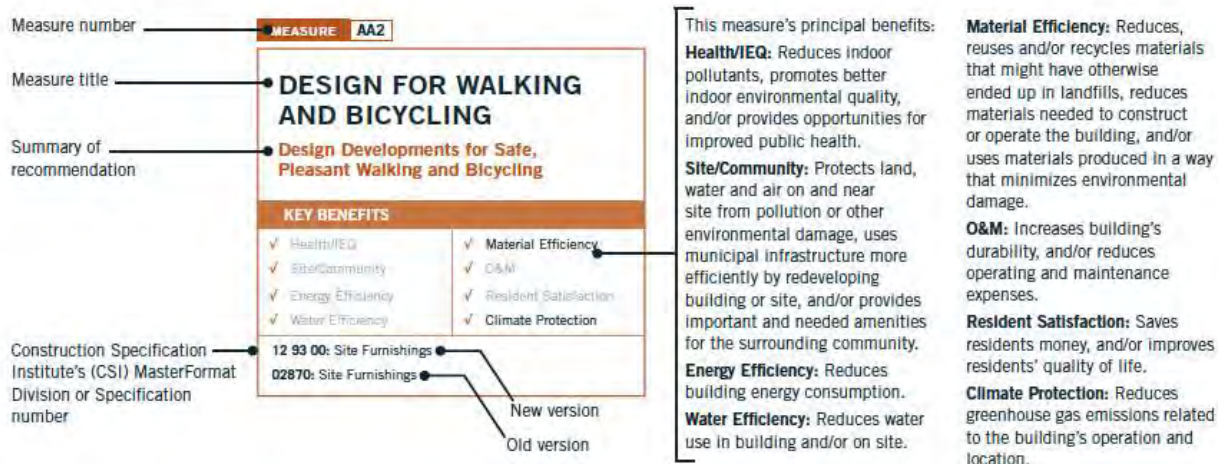 Measure number
Measure title
Summary of
recommendation
Construction Specification
Institute's (CSI) MasterFormat
Division or Specification
number
MEASURE AA2
DESIGN FOR WALKING
AND BICYCLING
Design Developments for Safe,
Pleasant Walking and Bicycling
KEY BENEFITS
√ Health/IEQ
√ Site/Community
√ Energy Efficiency
√ Water Efficiency
√ Material Efficiency
√ O&M
√ Resident Satisfaction
√ Climate Protection
12 93 00: Site Furnishings
02870: Site Furnishings
New version
Old version
This measure's principal benefits:
Health/IEQ: Reduces indoor
pollutants, promotes better
indoor environmental quality,
and/or provides opportunities for
improved public health.
Site/Community: Protects land,
water and air on and near
site from pollution or other
environmental damage, uses
municipal infrastructure more
efficiently by redeveloping
building or site, and/or provides
important and needed amenities
for the surrounding community.
Energy Efficiency: Reduces
building energy consumption.
Water Efficiency: Reduces water
use in building and/or on site.
Material Efficiency: Reduces,
reuses and/or recycles materials
that might have otherwise
ended up in landfills, reduces
materials needed to construct
or operate the building, and/or
uses materials produced in a way
that minimizes environmental
damage.
O&M: Increases building's
durability, and/or reduces
operating and maintenance
expenses.
Resident Satisfaction: Saves
residents money, and/or improves
residents' quality of life.
Climate Protection: Reduces
greenhouse gas emissions related
to the building's operation and
location.